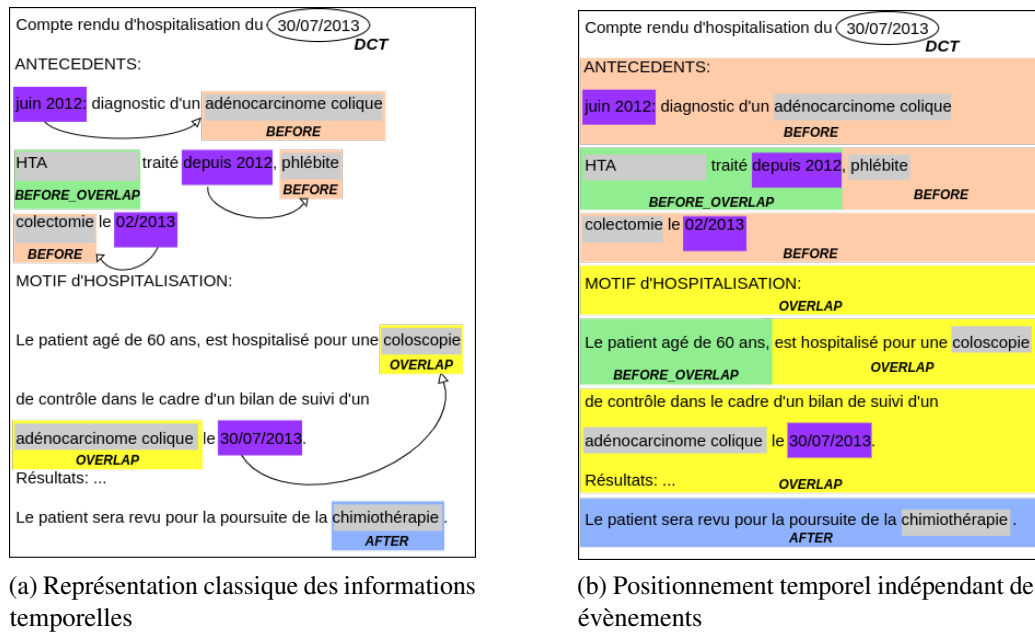 Compte rendu d'hospitalisation du 30/07/2013
DCT
ANTECEDENTS:
juin 2012: diagnostic d'un adénocarcinome colique
BEFORE
HTA traité depuis 2012, phlébite
BEFORE_OVERLAP BEFORE
colectomie le 02/2013
BEFORE
MOTIF d'HOSPITALISATION:
Le patient agé de 60 ans, est hospitalisé pour une coloscopie
OVERLAP
de contrôle dans le cadre d'un bilan de suivi d'un
adénocarcinome colique le 30/07/2013.
OVERLAP
Résultats: ...
Le patient sera revu pour la poursuite de la chimiothérapie .
AFTER
(a) Représentation classique des informations
temporelles
Compte rendu d'hospitalisation du 30/07/2013
DCT
ANTECEDENTS:
juin 2012: diagnostic d'un adénocarcinome colique
BEFORE
HTA traité depuis 2012, phlébite
BEFORE_OVERLAP BEFORE
colectomie le 02/2013
BEFORE
MOTIF d'HOSPITALISATION:
OVERLAP
Le patient agé de 60 ans, est hospitalisé pour une coloscopie
BEFORE_OVERLAP OVERLAP
de contrôle dans le cadre d'un bilan de suivi d'un
adénocarcinome colique le 30/07/2013.
Résultats: ... OVERLAP
Le patient sera revu pour la poursuite de la chimiothérapie .
AFTER
(b) Positionnement temporel indépendant de
évènements